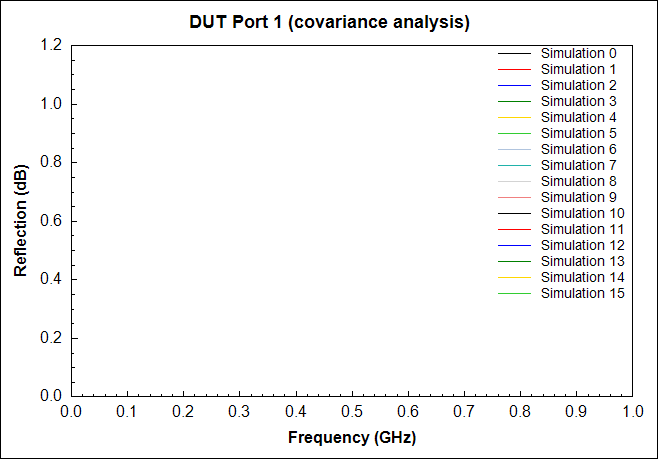 DUT Port 1 (covariance analysis)
1.2
1.0
0.8
0.6
0.4
0.2
0.0
Reflection (dB)
Simulation 0
Simulation 1
Simulation 2
Simulation 3
Simulation 4
Simulation 5
Simulation 6
Simulation 7
Simulation 8
Simulation 9
Simulation 10
Simulation 11
Simulation 12
Simulation 13
Simulation 14
Simulation 15
0.0 0.1 0.2 0.3 0.4 0.5 0.6 0.7 0.8 0.9 1.0
Frequency (GHz)